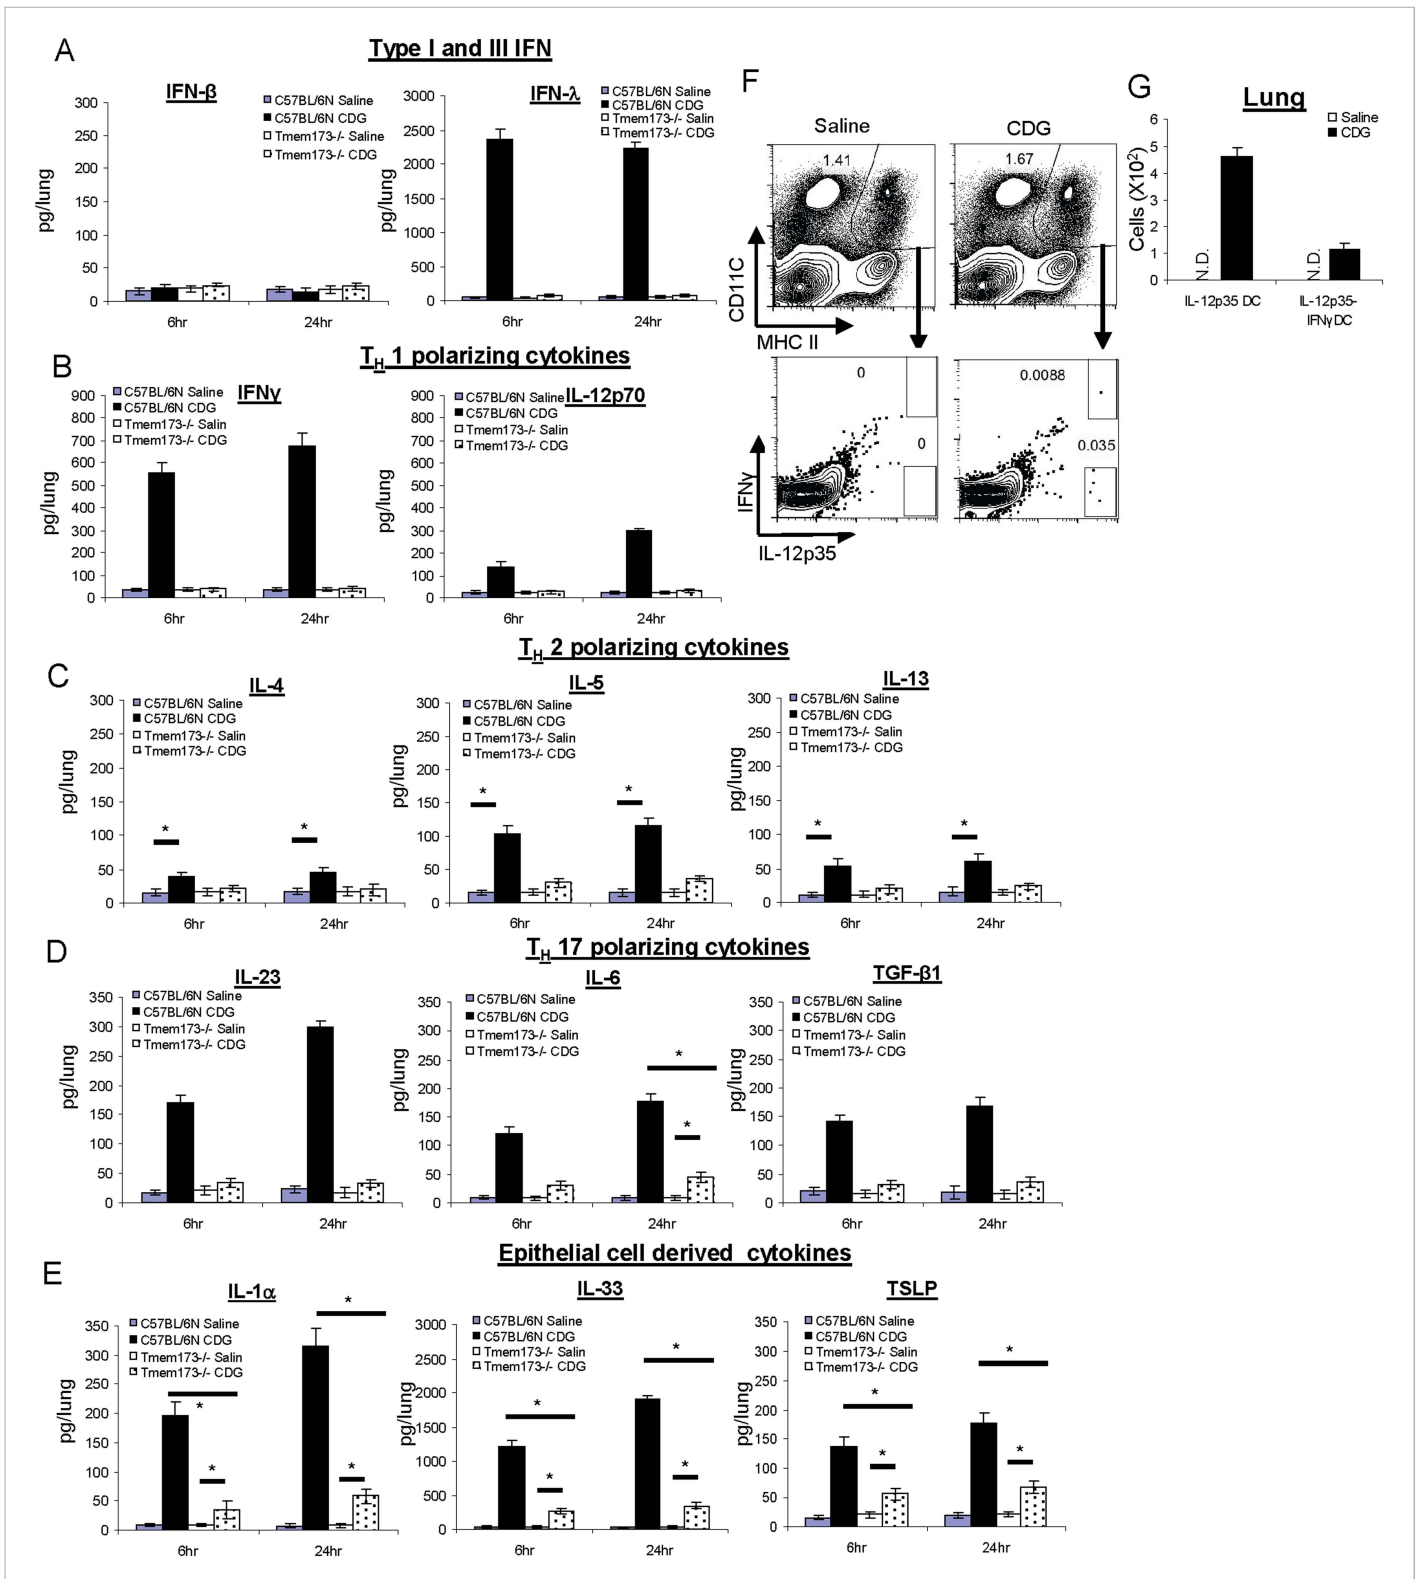 A
Type I and III IFN
IFN-β
C57BL/6N Saline
C57BL/6N CDG
Tmem173-/- Saline
Tmem173-/- CDG
pg/lung
300
250
200
150
100
50
0
6hr
24hr
IFN-λ
C57BL/6N Saline
C57BL/6N CDG
Tmem173-/- Salin
Tmem173-/- CDG
pg/lung
3000
2500
3000
2000
1500
1000
500
0
6hr
24hr
B
TH 1 polarizing cytokines
IFNγ
C57BL/6N Saline
C57BL/6N CDG
Tmem173-/- Salin
Tmem173-/- CDG
pg/lung
900
800
700
600
500
400
300
200
100
0
6hr
24hr
IL-12p70
C57BL/6N Saline
C57BL/6N CDG
Tmem173-/- Salin
Tmem173-/- CDG
pg/lung
900
800
700
600
500
400
300
200
100
0
6hr
24hr
TH 2 polarizing cytokines
C
IL-4
C57BL/6N Saline
C57BL/6N CDG
Tmem173-/- Salin
Tmem173-/- CDG
pg/lung
300
250
200
150
100
50
0
* *
6hr
24hr
IL-5
C57BL/6N Saline
C57BL/6N CDG
Tmem173-/- Salin
Tmem173-/- CDG
pg/lung
300
250
200
150
100
50
0
* *
6hr
24hr
IL-13
C57BL/6N Saline
C57BL/6N CDG
Tmem173-/- Salin
Tmem173-/- CDG
pg/lung
300
250
200
150
100
50
0
* *
6hr
24hr
D
TH 17 polarizing cytokines
IL-23
C57BL/6N Saline
C57BL/6N CDG
Tmem173-/- Salin
Tmem173-/- CDG
pg/lung
350
300
250
200
150
100
50
0
6hr
24hr
IL-6
C57BL/6N Saline
C57BL/6N CDG
Tmem173-/- Salin
Tmem173-/- CDG
pg/lung
350
300
250
200
150
100
50
0
*
*
6hr
24hr
TGF-β1
C57BL/6N Saline
C57BL/6N CDG
Tmem173-/- Salin
Tmem173-/- CDG
pg/lung
350
300
250
200
150
100
50
0
6hr
24hr
E
Epithelial cell derived cytokines
IL-1α
C57BL/6N Saline
C57BL/6N CDG
Tmem173-/- Salin
Tmem173-/- CDG
pg/lung
350
300
250
200
150
100
50
0
*
*
* *
6hr
24hr
IL-33
C57BL/6N Saline
C57BL/6N CDG
Tmem173-/- Salin
Tmem173-/- CDG
pg/lung
3000
2500
2000
1500
1000
500
0
*
*
* *
6hr
24hr
TSLP
C57BL/6N Saline
C57BL/6N CDG
Tmem173-/- Salin
Tmem173-/- CDG
pg/lung
350
300
250
200
150
100
50
0
*
*
* *
6hr
24hr
F
Saline
CDG
1.41
1.67
CD11C
MHC II
0
0
0.0088
0.035
IFNγ
IL-12p35
G
Lung
Saline
CDG
Cells (X10²)
6
5
6
4
3
2
1
0
N.D.
N.D.
IL-12p35 DC
IL-12p35-
IFNγDC